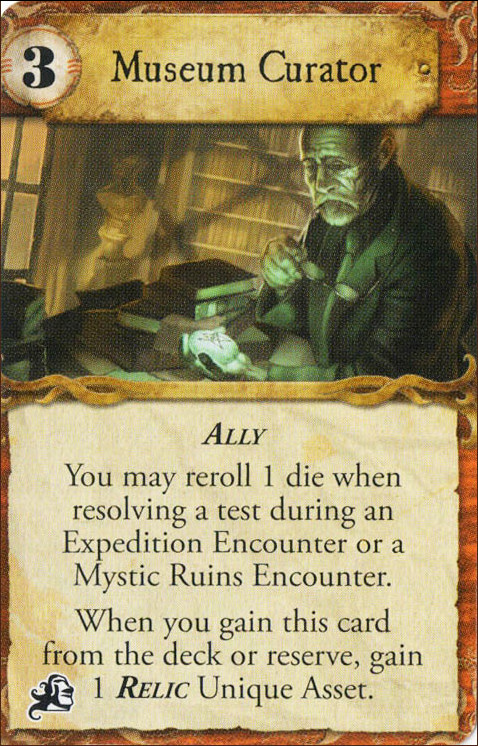 3
Museum Curator
ALLY
You may reroll 1 die when
resolving a test during an
Expedition Encounter or a
Mystic Ruins Encounter.
When you gain this card
from the deck or reserve, gain
1 RELIC Unique Asset.